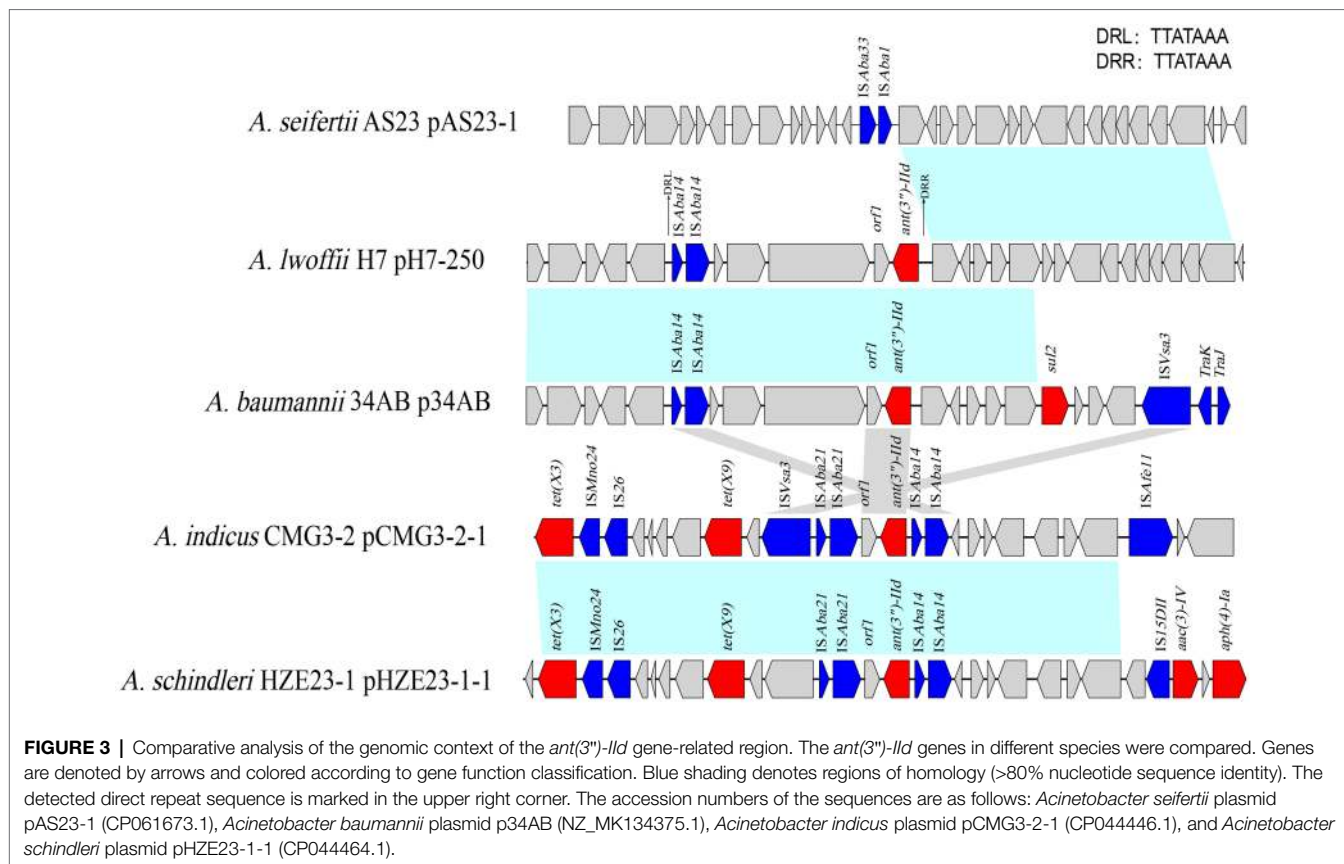 DRL: TTATAAA
DRR: TTATAAA
ISAba33
ISAba1
A. seifertii AS23 pAS23-1
DRL
ISAba14
ISAba14
orf1
ant(3")-IId
DRR
A. lwoffii H7 pH7-250
ISAba14
ISAba14
orf1
ant(3")-IId
sul2
ISVsa3
TraK
TraJ
A. baumannii 34AB p34AB
tet(X3)
ISMno24
IS26
tet(X9)
ISVsa3
ISAba21
ISAba21
orf1
ant(3")-IId
ISAba14
ISAba14
ISAfe11
A. indicus CMG3-2 pCMG3-2-1
tet(X3)
ISMno24
IS26
tet(X9)
ISAba21
ISAba21
orf1
ant(3")-IId
ISAba14
ISAba14
IS15DII
aac(3)-IV
aph(4)-Ia
A. schindleri HZE23-1 pHZE23-1-1
FIGURE 3 | Comparative analysis of the genomic context of the ant(3")-IId gene-related region. The ant(3")-IId genes in different species were compared. Genes
are denoted by arrows and colored according to gene function classification. Blue shading denotes regions of homology (>80% nucleotide sequence identity). The
detected direct repeat sequence is marked in the upper right corner. The accession numbers of the sequences are as follows: Acinetobacter seifertii plasmid
pAS23-1 (CP061673.1), Acinetobacter baumannii plasmid p34AB (NZ_MK134375.1), Acinetobacter indicus plasmid pCMG3-2-1 (CP044446.1), and Acinetobacter
schindleri plasmid pHZE23-1-1 (CP044464.1).